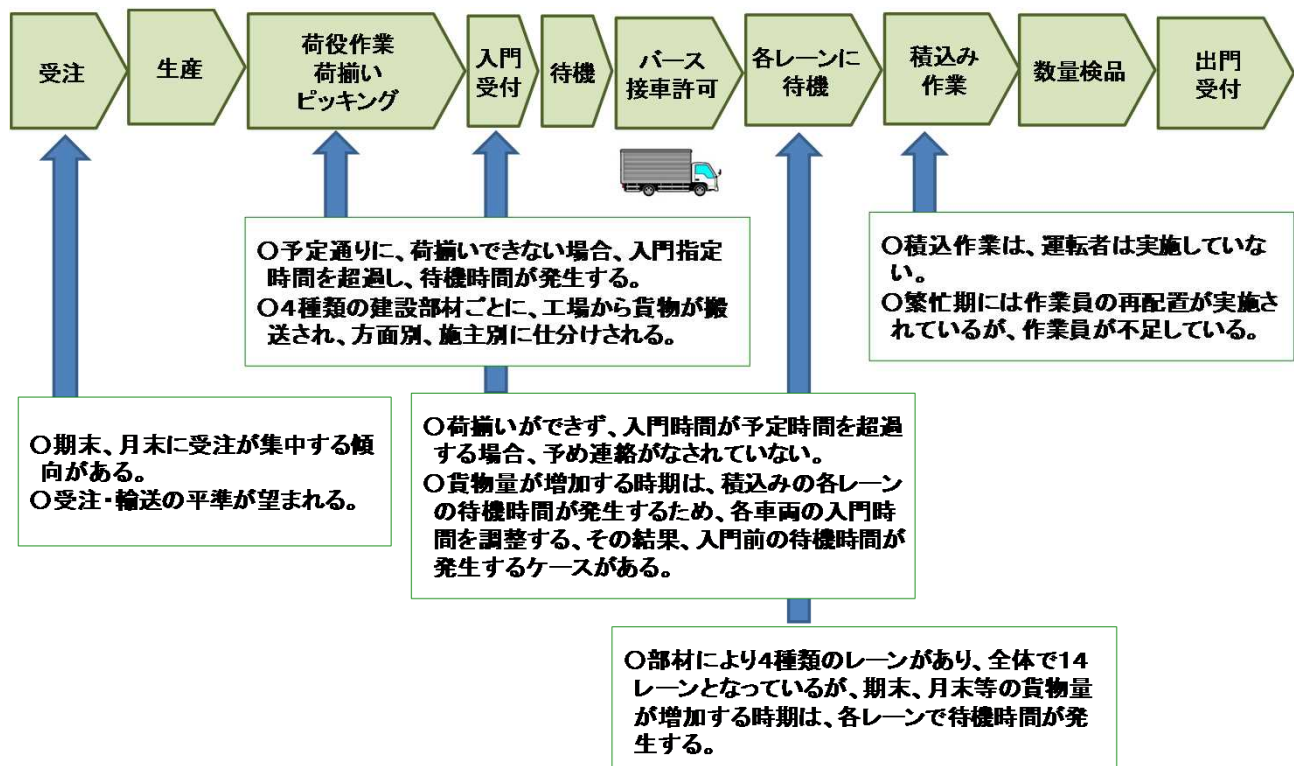 受注
生産
荷役作業
荷揃い
ピッキング
入門
受付
待機
バース
接車許可
各レーンに
待機
積込み
作業
数量検品
出門
受付
○予定通りに、荷揃いできない場合、入門指定
時間を超過し、待機時間が発生する。
○4種類の建設部材ごとに、工場から貨物が搬
送され、方面別、施主別に仕分けされる。
○積込作業は、運転者は実施していな
い。
○繁忙期には作業員の再配置が実施さ
れているが、作業員が不足している。
○期末、月末に受注が集中する傾
向がある。
○受注・輸送の平準が望まれる。
○荷揃いができず、入門時間が予定時間を超過
する場合、予め連絡がなされていない。
○貨物量が増加する時期は、積込みの各レーン
の待機時間が発生するため、各車両の入門時
間を調整する、その結果、入門前の待機時間が
発生するケースがある。
○部材により4種類のレーンがあり、全体で14
レーンとなっているが、期末、月末等の貨物量
が増加する時期は、各レーンで待機時間が発
生する。